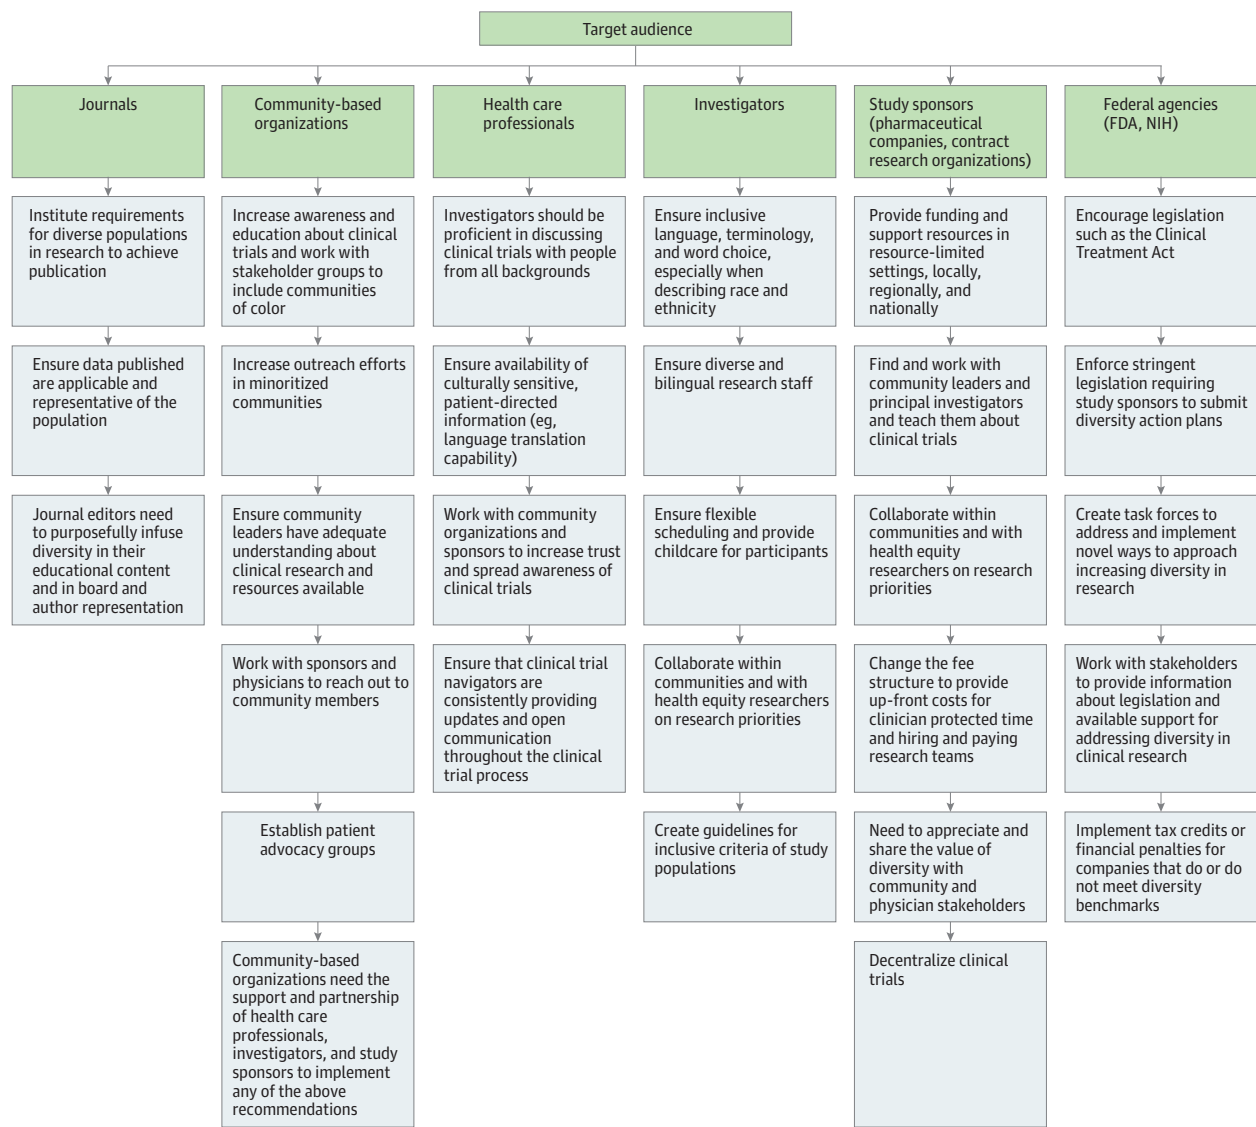 Target audience
Journals
Institute requirements
for diverse populations
in research to achieve
publication
Ensure data published
are applicable and
representative of the
population
Journal editors need
to purposefully infuse
diversity in their
educational content
and in board and
author representation
Community-based
organizations
Increase awareness and
education about clinical
trials and work with
stakeholder groups to
include communities
of color
Increase outreach efforts
in minoritized
communities
Ensure community
leaders have adequate
understanding about
clinical research and
resources available
Work with sponsors and
physicians to reach out to
community members
Establish patient
advocacy groups
Community-based
organizations need the
support and partnership
of health care
professionals,
investigators, and study
sponsors to implement
any of the above
recommendations
Health care
professionals
Investigators should be
proficient in discussing
clinical trials with people
from all backgrounds
Ensure availability of
culturally sensitive,
patient-directed
information (eg,
language translation
capability)
Work with community
organizations and
sponsors to increase trust
and spread awareness of
clinical trials
Ensure that clinical trial
navigators are
consistently providing
updates and open
communication
throughout the clinical
trial process
Investigators
Ensure inclusive
language, terminology,
and word choice,
especially when
describing race and
ethnicity
Ensure diverse and
bilingual research staff
Ensure flexible
scheduling and provide
childcare for participants
Collaborate within
communities and with
health equity researchers
on research priorities
Create guidelines for
inclusive criteria of study
populations
Study sponsors
(pharmaceutical
companies, contract
research organizations)
Provide funding and
support resources in
resource-limited
settings, locally,
regionally, and
nationally
Find and work with
community leaders and
principal investigators
and teach them about
clinical trials
Collaborate within
communities and with
health equity
researchers on research
priorities
Change the fee
structure to provide
up-front costs for
clinician protected time
and hiring and paying
research teams
Need to appreciate and
share the value of
diversity with
community and
physician stakeholders
Decentralize clinical
trials
Federal agencies
(FDA, NIH)
Encourage legislation
such as the Clinical
Treatment Act
Enforce stringent
legislation requiring
study sponsors to submit
diversity action plans
Create task forces to
address and implement
novel ways to approach
increasing diversity in
research
Work with stakeholders
to provide information
about legislation and
available support for
addressing diversity in
clinical research
Implement tax credits or
financial penalties for
companies that do or do
not meet diversity
benchmarks